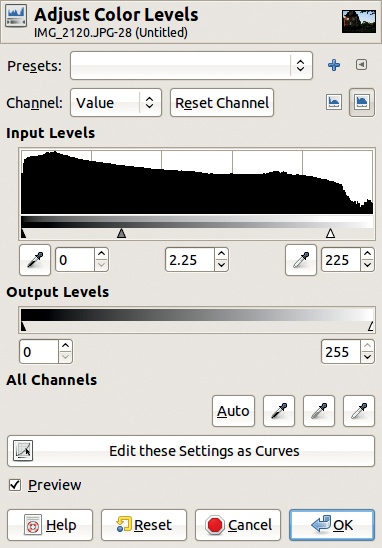 Adjust Color Levels
IMG_2120.JPG-28 (Untitled)
Presets:
Channel: Value Reset Channel
Input Levels
0 2.25 225
Output Levels
0 255
All Channels
Auto
Edit these Settings as Curves
Preview
Help Reset Cancel OK